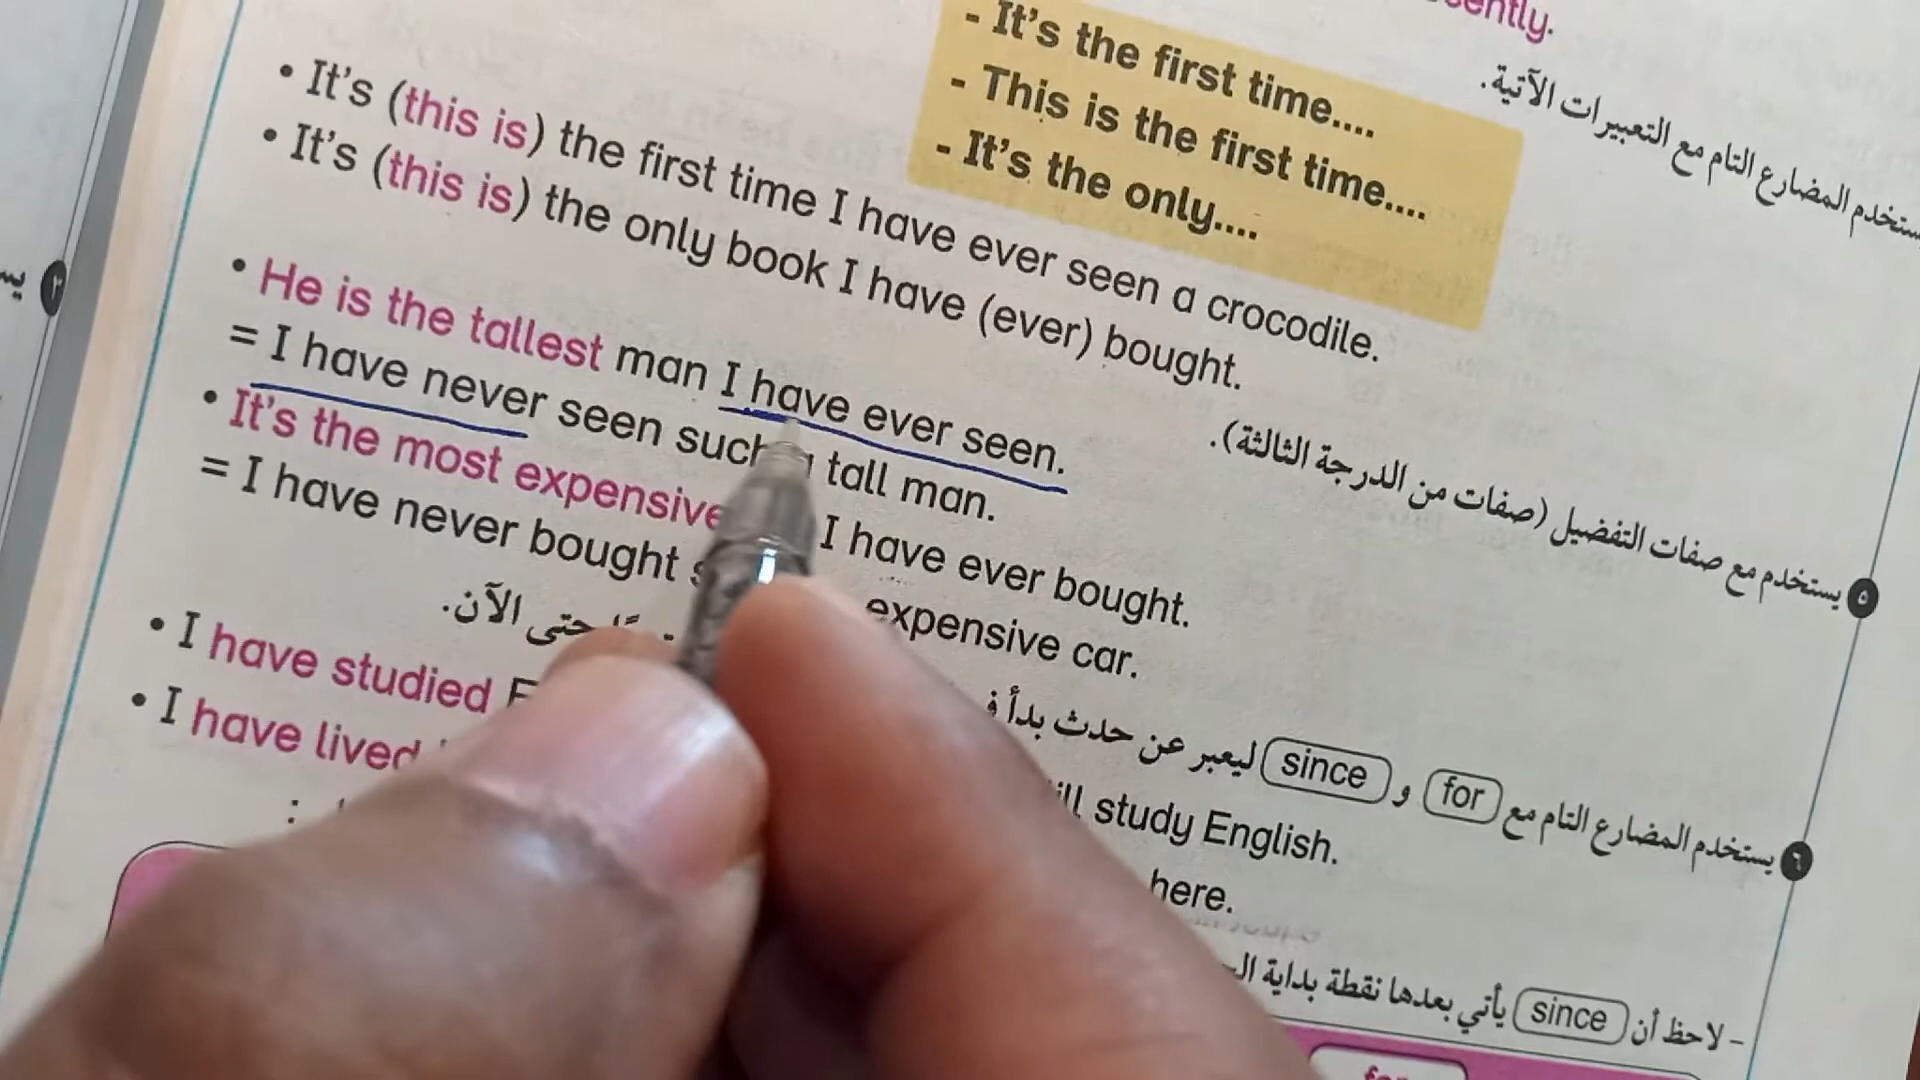 - It's the first time....
يستخدم المضارع التام مع التعبيرات الآتية.
- This is the first time....
- It's the only....
• It's (this is) the first time I have ever seen a crocodile.
• It's (this is) the only book I have (ever) bought.
٥ يستخدم مع صفات التفضيل (صفات من الدرجة الثالثة).
• He is the tallest man I have ever seen.
= I have never seen such tall man.
• It's the most expensive I have ever bought.
= I have never bought expensive car.
٦ يستخدم المضارع التام مع for و since ليعبر عن حدث بدأ حتى الآن.
• I have studied study English.
• I have lived here.
- لاحظ أن since يأتي بعدها نقطة بداية